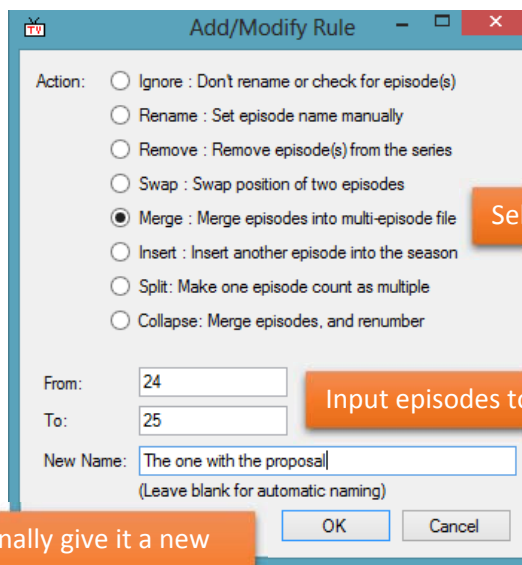 TV
Add/Modify Rule
Action: Ignore : Don't rename or check for episode(s)
Rename : Set episode name manually
Remove : Remove episode(s) from the series
Swap : Swap position of two episodes
Merge : Merge episodes into multi-episode file
Sel
Insert : Insert another episode into the season
Split: Make one episode count as multiple
Collapse: Merge episodes, and renumber
From: 24
Input episodes to
To: 25
New Name: The one with the proposal
(Leave blank for automatic naming)
nally give it a new
OK Cancel